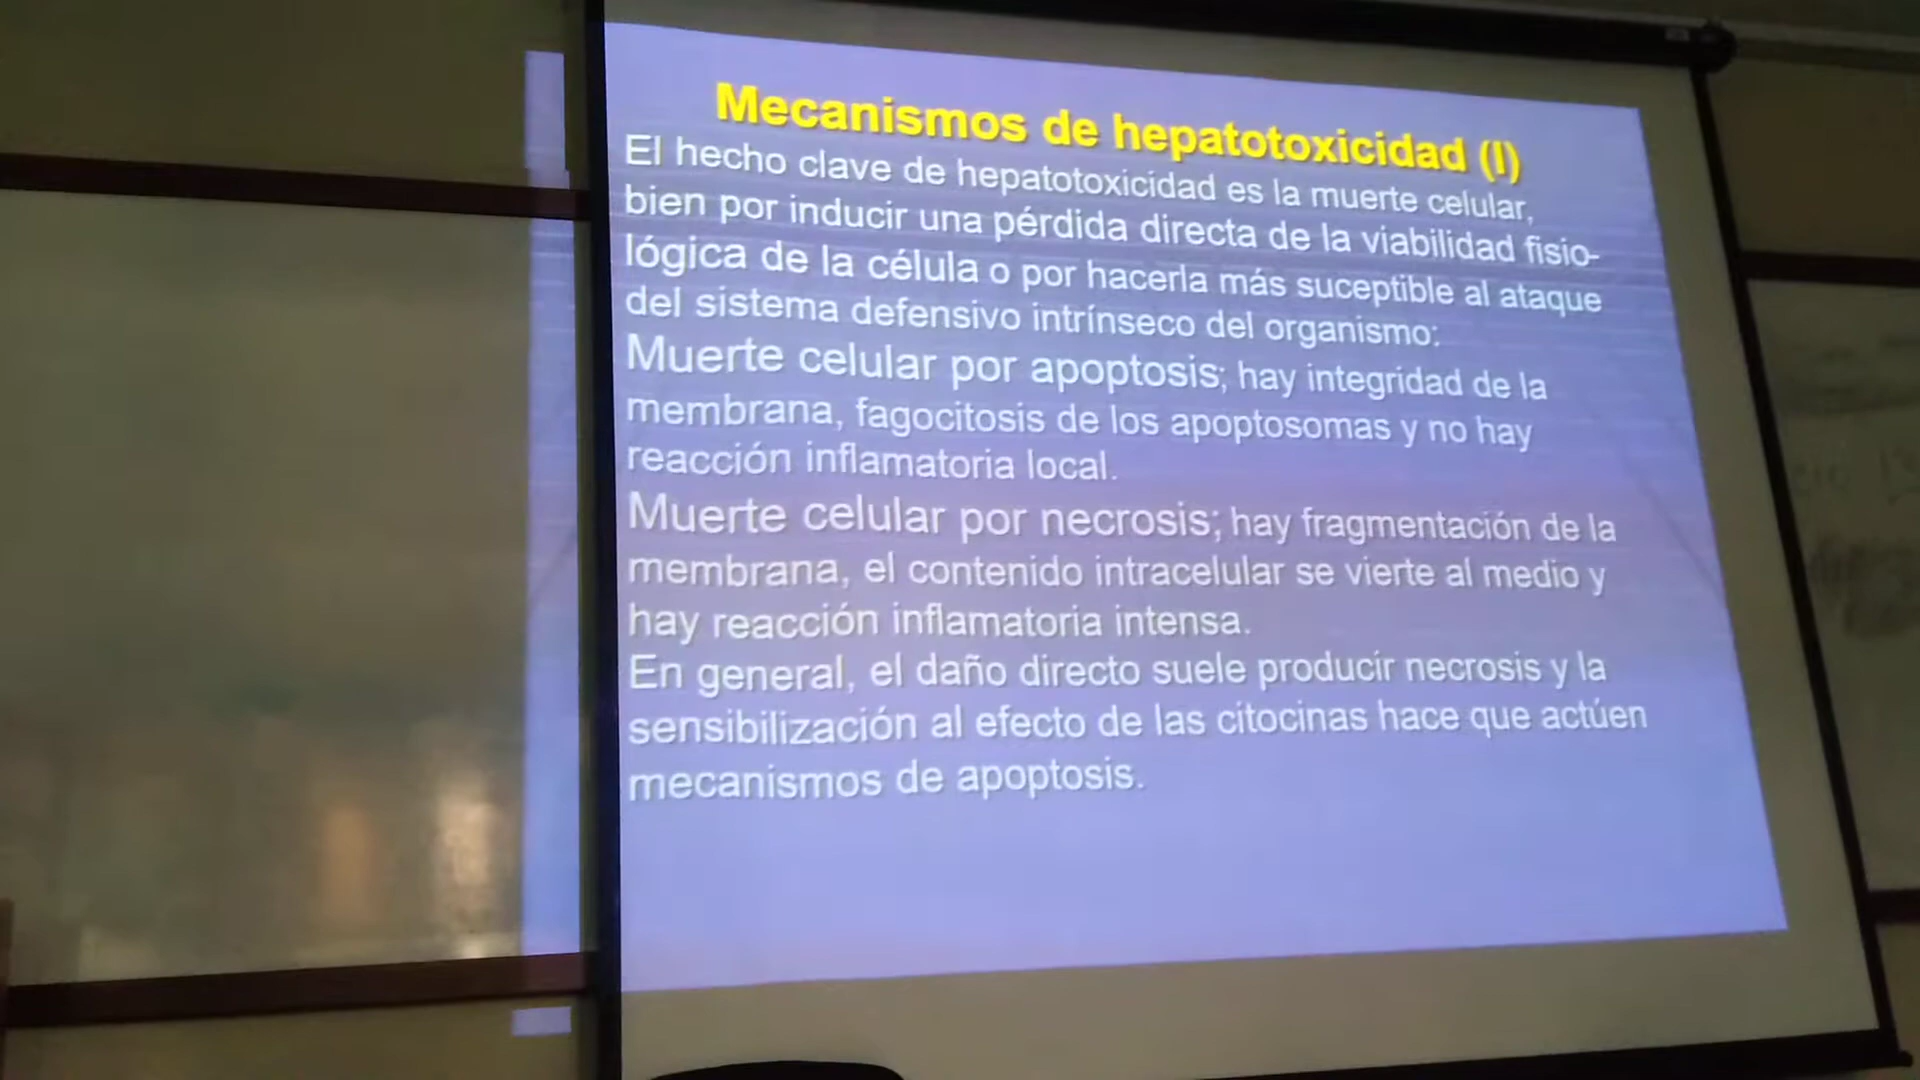 Mecanismos de hepatotoxicidad (I)
El hecho clave de hepatotoxicidad es la muerte celular,
bien por inducir una pérdida directa de la viabilidad fisio-
lógica de la célula o por hacerla más suceptible al ataque
del sistema defensivo intrínseco del organismo:
Muerte celular por apoptosis; hay integridad de la
membrana, fagocitosis de los apoptosomas y no hay
reacción inflamatoria local.
Muerte celular por necrosis; hay fragmentación de la
membrana, el contenido intracelular se vierte al medio y
hay reacción inflamatoria intensa.
En general, el daño directo suele producir necrosis y la
sensibilización al efecto de las citocinas hace que actúen
mecanismos de apoptosis.